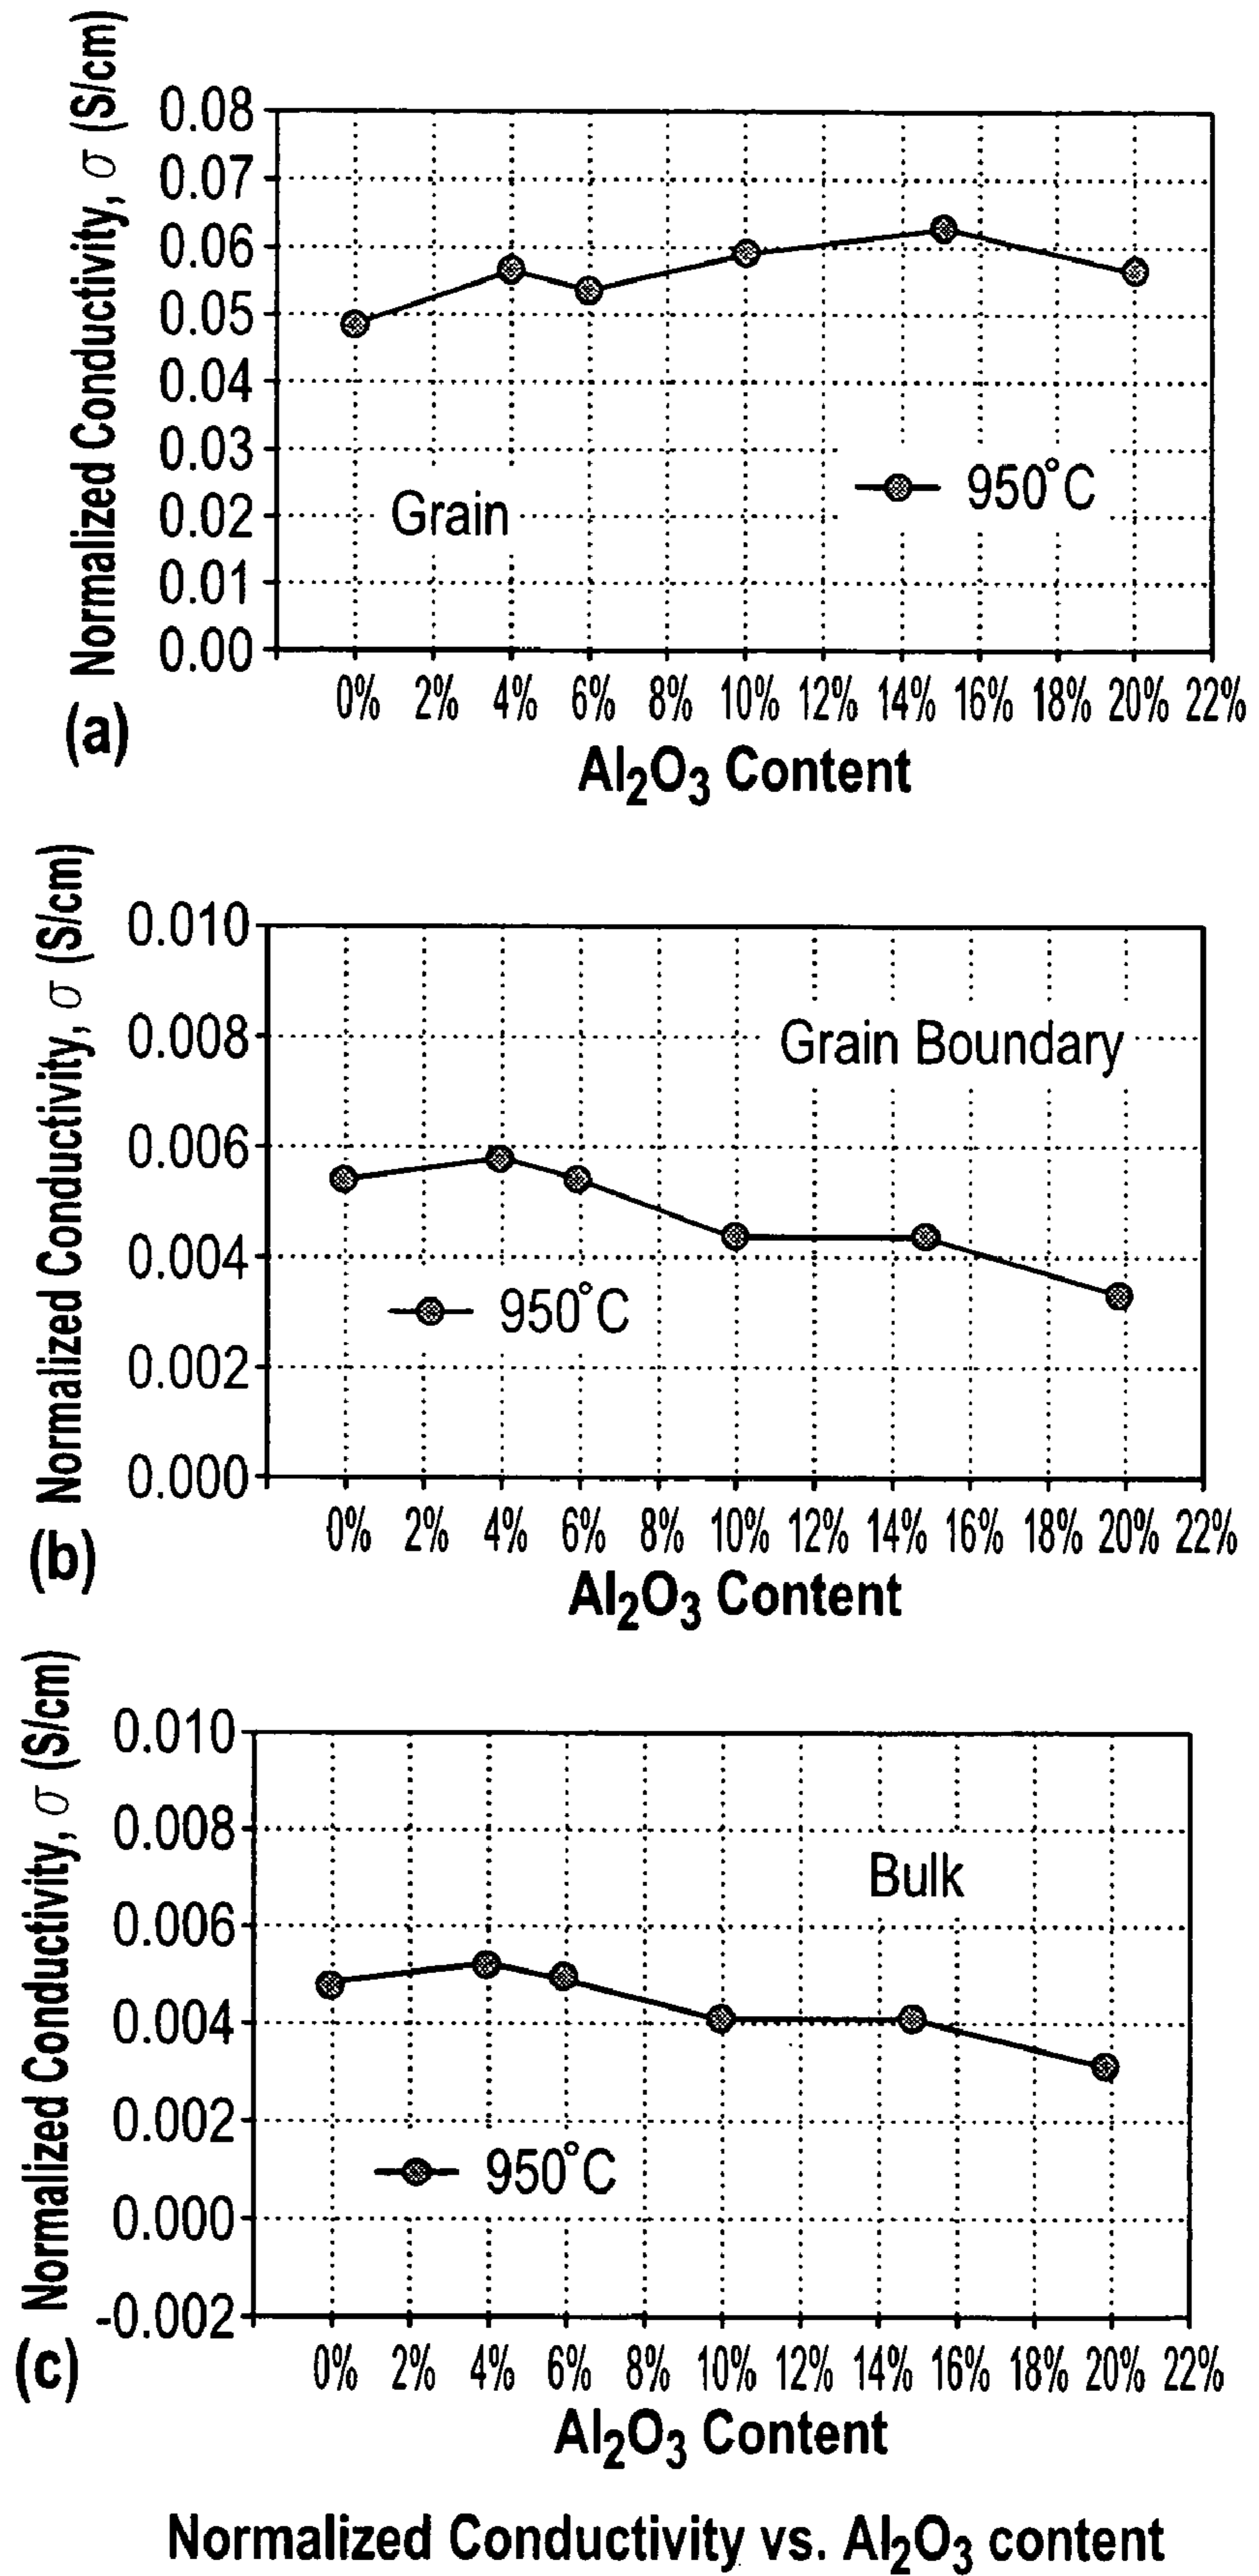 Normalized Conductivity, σ (S/cm)
0.08
0.07
0.06
0.05
0.04
0.03
0.02
0.01
0.00
Grain
950°C
0% 2% 4% 6% 8% 10% 12% 14% 16% 18% 20% 22%
(a)
Al₂O₃ Content
Normalized Conductivity, σ (S/cm)
0.010
0.008
0.006
0.004
0.002
0.000
Grain Boundary
950°C
0% 2% 4% 6% 8% 10% 12% 14% 16% 18% 20% 22%
(b)
Al₂O₃ Content
Normalized Conductivity, σ (S/cm)
0.010
0.008
0.006
0.004
0.002
0.000
-0.002
Bulk
950°C
0% 2% 4% 6% 8% 10% 12% 14% 16% 18% 20% 22%
(c)
Al₂O₃ Content
Normalized Conductivity vs. Al₂O₃ content